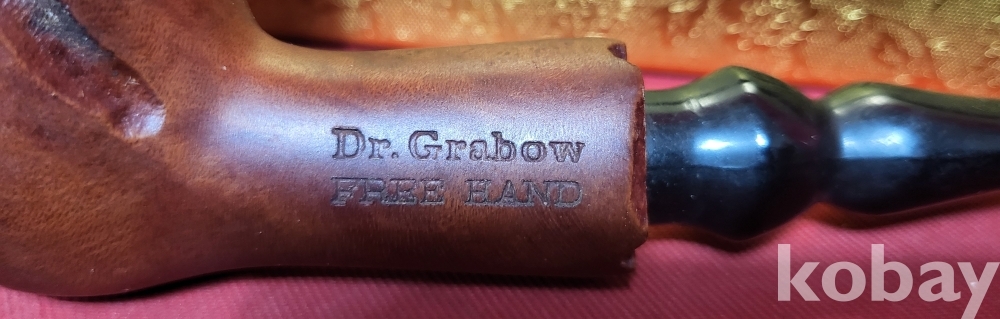 Dr. Grabow
FREE HAND
kobay